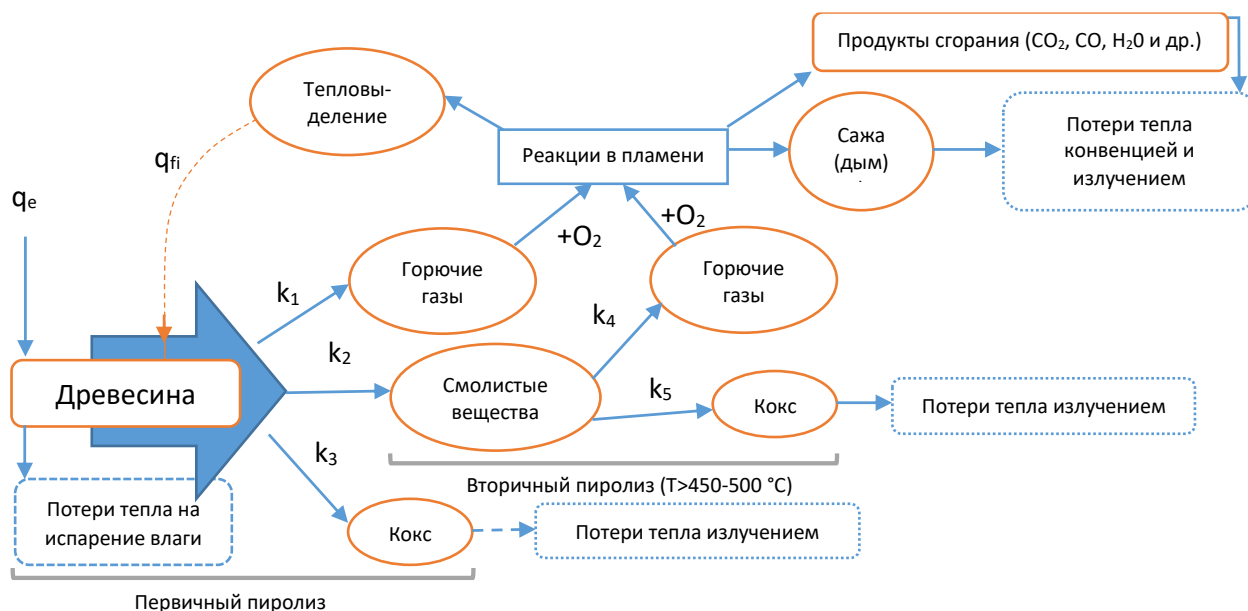 Продукты сгорания (CO₂, CO, H₂0 и др.)
Тепловы-
деление
Реакции в пламени
Сажа
(дым)
Потери тепла
конвенцией и
излучением
q_fi
q_e
+O₂
+O₂
Горючие
газы
Горючие
газы
k₁
k₄
k₂
Древесина
Смолистые
вещества
k₅
Кокс
Потери тепла излучением
k₃
Вторичный пиролиз (T>450-500 °C)
Потери тепла на
испарение влаги
Кокс
Потери тепла излучением
Первичный пиролиз